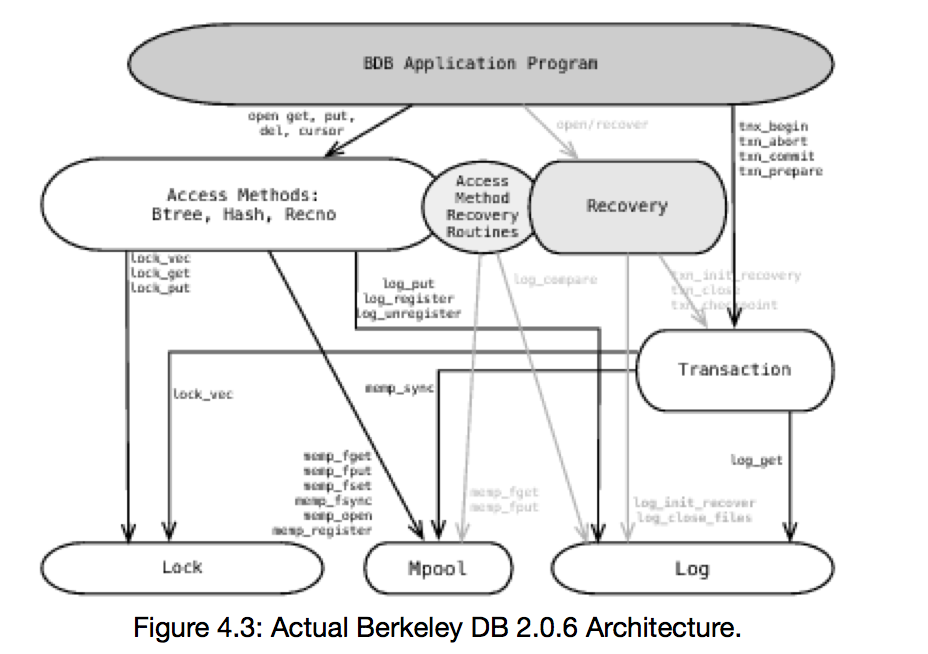 BDB Application Program
open get, put,
del, cursor
open/recover
tnx_begin
txn_abort
txn_commit
txn_prepare
Access Methods:
Btree, Hash, Recno
Access
Method
Recovery
Routines
Recovery
lock_vec
lock_get
lock_put
log_put
log_register
log_unregister
log_compare
txn_init_recovery
txn_close
txn_checkpoint
Transaction
lock_vec
memp_sync
log_get
memp_fget
memp_fput
memp_fset
memp_fsync
memp_open
memp_register
memp_fget
memp_fput
log_init_recover
log_close_files
Lock
Mpool
Log
Figure 4.3: Actual Berkeley DB 2.0.6 Architecture.